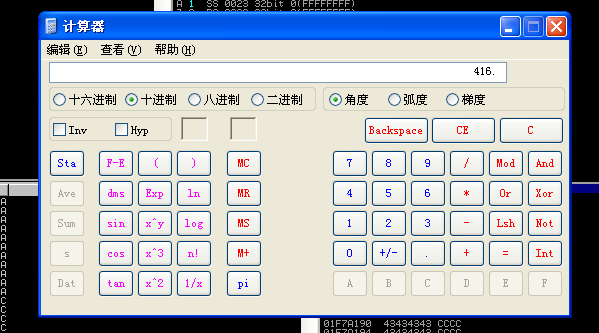 A 1 SS 0023 32bit 0(FFFFFFFF)
计算器
编辑(E) 查看(V) 帮助(H)
416.
十六进制 十进制 八进制 二进制 角度 弧度 梯度
Inv Hyp Backspace CE C
Sta F-E ( ) MC 7 8 9 / Mod And
Ave dms Exp ln MR 4 5 6 * Or Xor
Sum sin x^y log MS 1 2 3 - Lsh Not
s cos x^3 n! M+ 0 +/- . + = Int
Dat tan x^2 1/x pi A B C D E F
A
A
A
A
A
A
A
A
C
C
C
C
01F7A190 43434343 CCCC